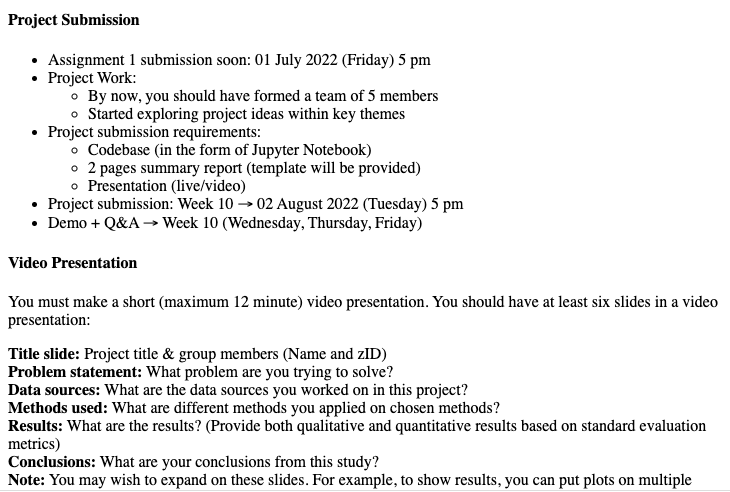 Project Submission
• Assignment 1 submission soon: 01 July 2022 (Friday) 5 pm
• Project Work:
◦ By now, you should have formed a team of 5 members
◦ Started exploring project ideas within key themes
• Project submission requirements:
◦ Codebase (in the form of Jupyter Notebook)
◦ 2 pages summary report (template will be provided)
◦ Presentation (live/video)
• Project submission: Week 10 → 02 August 2022 (Tuesday) 5 pm
• Demo + Q&A → Week 10 (Wednesday, Thursday, Friday)
Video Presentation
You must make a short (maximum 12 minute) video presentation. You should have at least six slides in a video
presentation:
Title slide: Project title & group members (Name and zID)
Problem statement: What problem are you trying to solve?
Data sources: What are the data sources you worked on in this project?
Methods used: What are different methods you applied on chosen methods?
Results: What are the results? (Provide both qualitative and quantitative results based on standard evaluation
metrics)
Conclusions: What are your conclusions from this study?
Note: You may wish to expand on these slides. For example, to show results, you can put plots on multiple